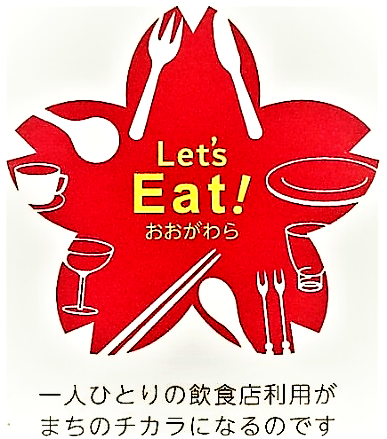 Let's
Eat!
おおがわら
一人ひとりの飲食店利用が
まちのチカラになるのです